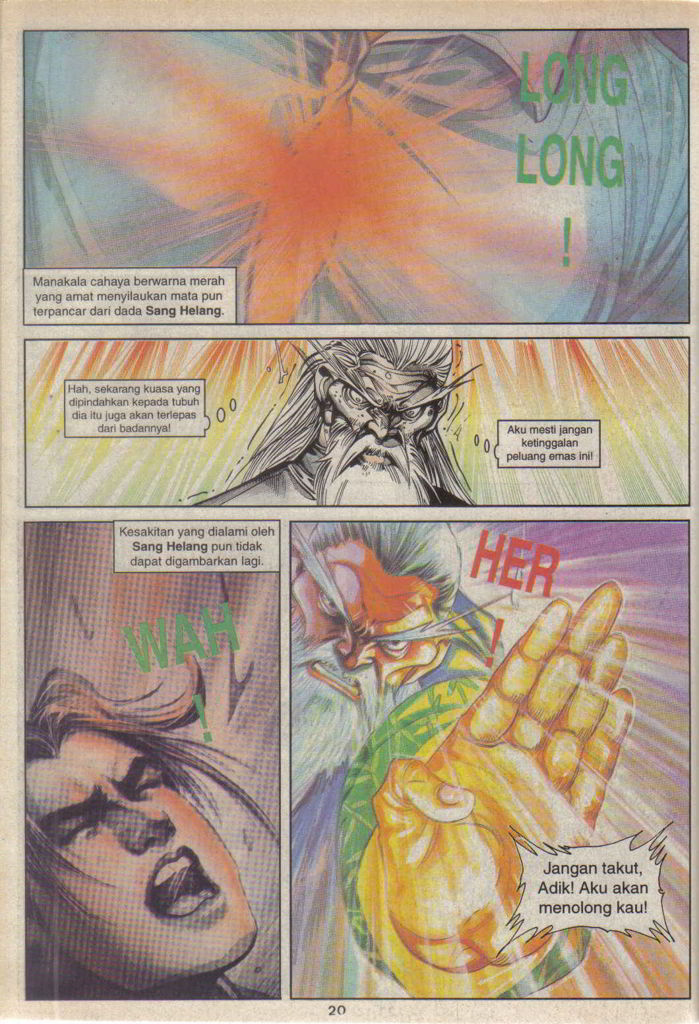 LONG
LONG
!
Manakala cahaya berwarna merah
yang amat menyilaukan mata pun
terpancar dari dada Sang Helang.
Hah, sekarang kuasa yang
dipindahkan kepada tubuh
dia itu juga akan terlepas
dari badannya!
Aku mesti jangan
ketinggalan
peluang emas ini!
Kesakitan yang dialami oleh
Sang Helang pun tidak
dapat digambarkan lagi.
WAH
!
HER
!
Jangan takut,
Adik! Aku akan
menolong kau!
20